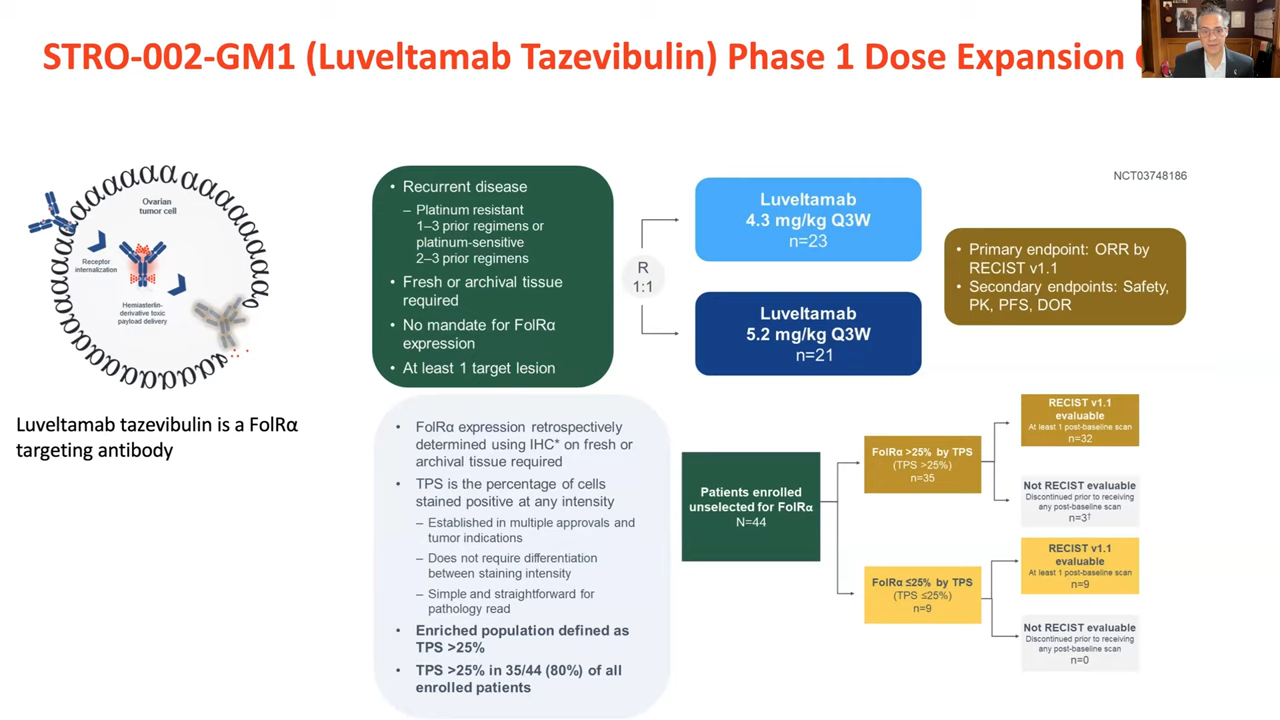 STRO-002-GM1 (Luveltamab Tazevibulin) Phase 1 Dose Expansion
Ovarian
tumor cell
Receptor
internalization
Hemiasterlin-
derivative toxic
payload delivery
Luveltamab tazevibulin is a FolRα
targeting antibody
• Recurrent disease
– Platinum resistant
1–3 prior regimens or
platinum-sensitive
2–3 prior regimens
• Fresh or archival tissue
required
• No mandate for FolRα
expression
• At least 1 target lesion
R
1:1
Luveltamab
4.3 mg/kg Q3W
n=23
Luveltamab
5.2 mg/kg Q3W
n=21
NCT03748186
• Primary endpoint: ORR by
RECIST v1.1
• Secondary endpoints: Safety,
PK, PFS, DOR
• FolRα expression retrospectively
determined using IHC* on fresh or
archival tissue required
• TPS is the percentage of cells
stained positive at any intensity
– Established in multiple approvals and
tumor indications
– Does not require differentiation
between staining intensity
– Simple and straightforward for
pathology read
• Enriched population defined as
TPS >25%
• TPS >25% in 35/44 (80%) of all
enrolled patients
Patients enrolled
unselected for FolRα
N=44
FolRα >25% by TPS
(TPS >25%)
n=35
FolRα ≤25% by TPS
(TPS ≤25%)
n=9
RECIST v1.1
evaluable
At least 1 post-baseline scan
n=32
Not RECIST evaluable
Discontinued prior to receiving
any post-baseline scan
n=3†
RECIST v1.1
evaluable
At least 1 post-baseline scan
n=9
Not RECIST evaluable
Discontinued prior to receiving
any post-baseline scan
n=0